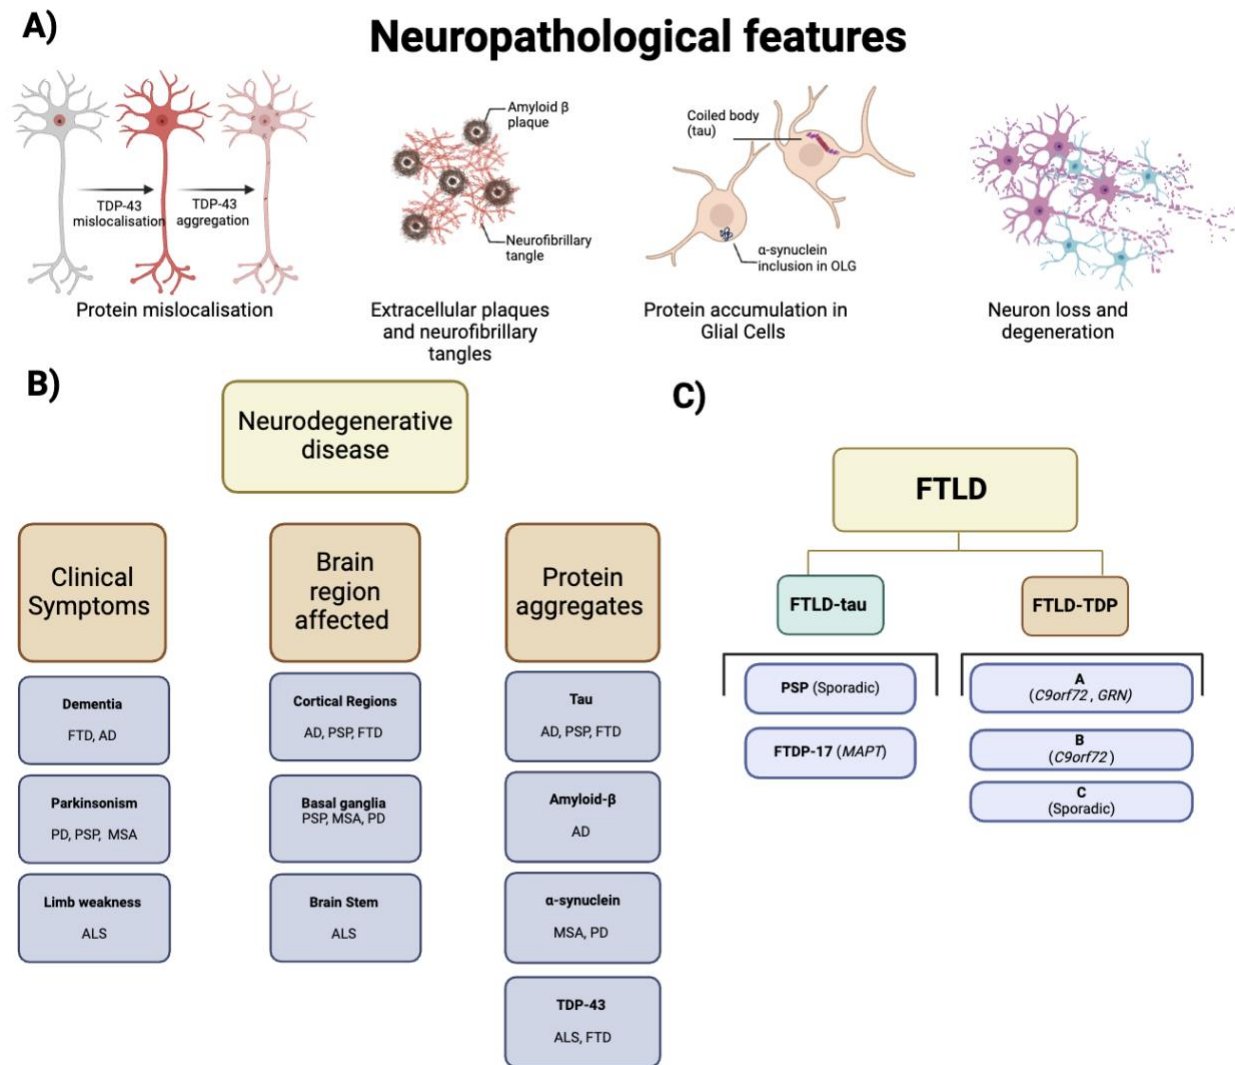 A)
Neuropathological features
TDP-43
mislocalisation
TDP-43
aggregation
Protein mislocalisation
Amyloid β
plaque
Neurofibrillary
tangle
Extracellular plaques
and neurofibrillary
tangles
Coiled body
(tau)
α-synuclein
inclusion in OLG
Protein accumulation in
Glial Cells
Neuron loss and
degeneration
B)
Neurodegenerative
disease
Clinical
Symptoms
Dementia
FTD, AD
Parkinsonism
PD, PSP, MSA
Limb weakness
ALS
Brain
region
affected
Cortical Regions
AD, PSP, FTD
Basal ganglia
PSP, MSA, PD
Brain Stem
ALS
Protein
aggregates
Tau
AD, PSP, FTD
Amyloid-β
AD
α-synuclein
MSA, PD
TDP-43
ALS, FTD
C)
FTLD
FTLD-tau
PSP (Sporadic)
FTDP-17 (MAPT)
FTLD-TDP
A
(C9orf72, GRN)
B
(C9orf72)
C
(Sporadic)